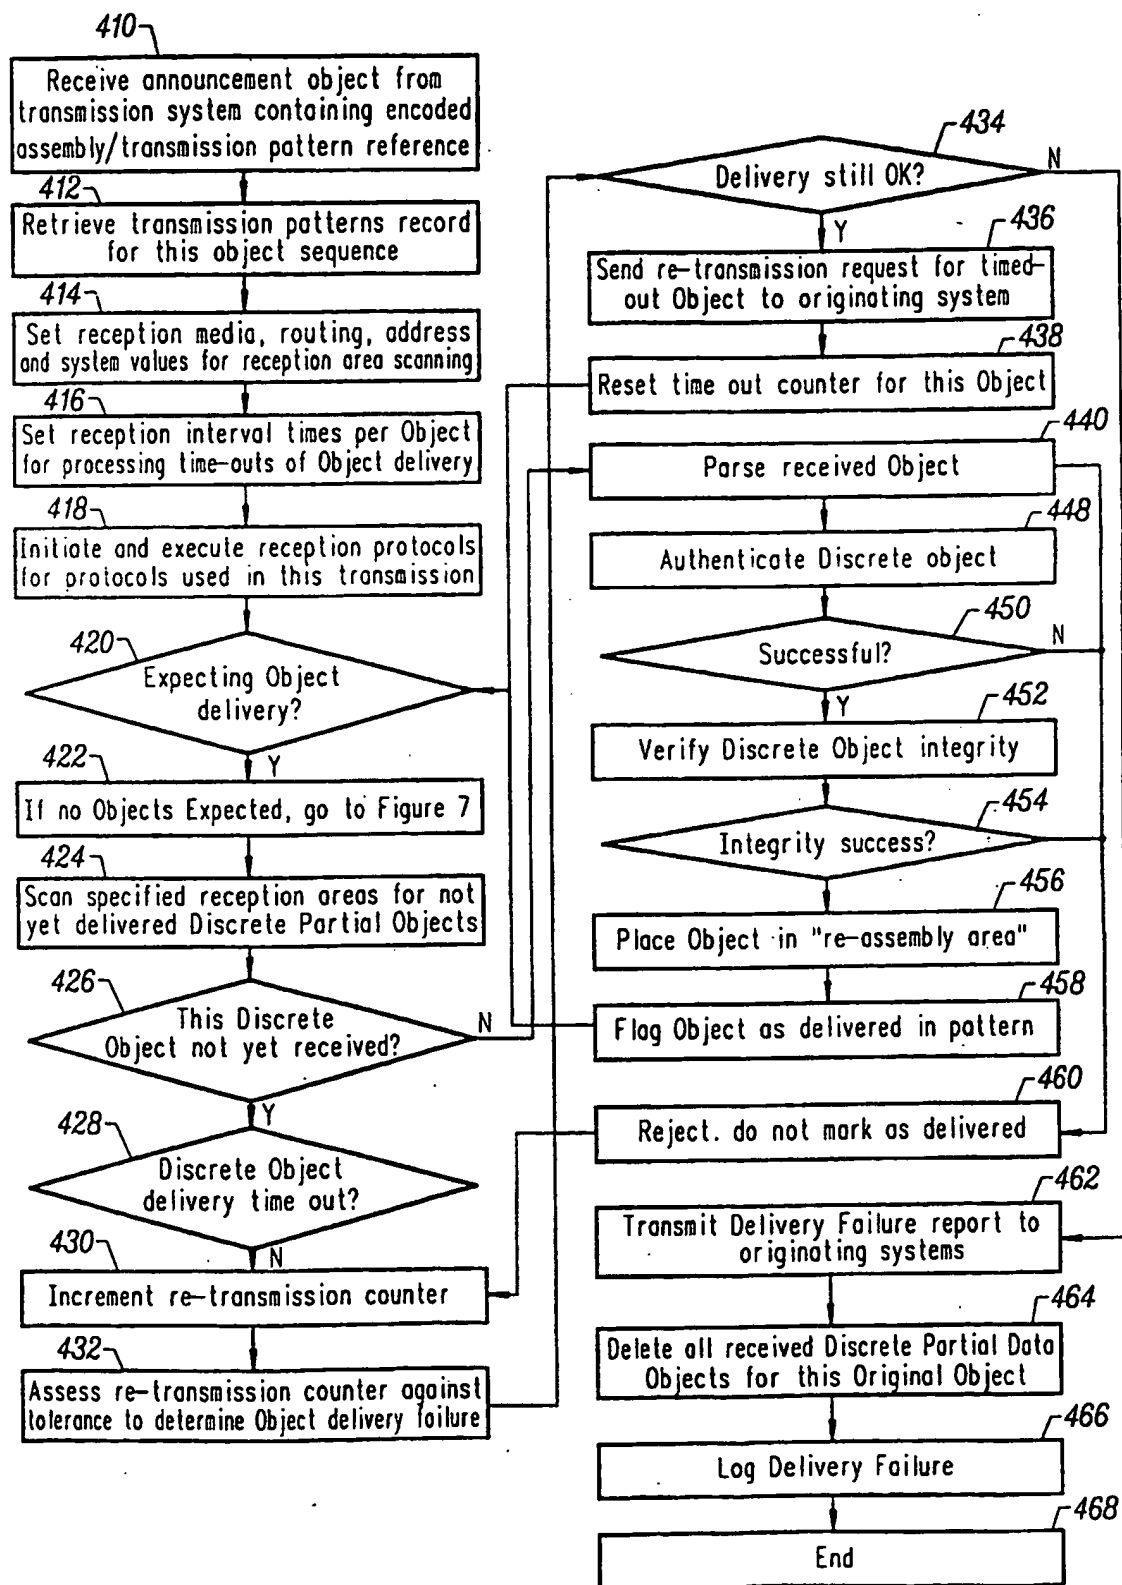 410
Receive announcement object from
transmission system containing encoded
assembly/transmission pattern reference
412
Retrieve transmission patterns record
for this object sequence
414
Set reception media, routing, address
and system values for reception area scanning
416
Set reception interval times per Object
for processing time-outs of Object delivery
418
Initiate and execute reception protocols
for protocols used in this transmission
420
Expecting Object
delivery?
Y
422
If no Objects Expected, go to Figure 7
424
Scan specified reception areas for not
yet delivered Discrete Partial Objects
426
This Discrete
Object not yet received?
N
Y
428
Discrete Object
delivery time out?
N
430
Increment re-transmission counter
432
Assess re-transmission counter against
tolerance to determine Object delivery failure
434
Delivery still OK?
N
Y
436
Send re-transmission request for timed-
out Object to originating system
438
Reset time out counter for this Object
440
Parse received Object
448
Authenticate Discrete object
450
Successful?
N
Y
452
Verify Discrete Object integrity
454
Integrity success?
456
Place Object in "re-assembly area"
458
Flag Object as delivered in pattern
460
Reject. do not mark as delivered
462
Transmit Delivery Failure report to
originating systems
464
Delete all received Discrete Partial Data
Objects for this Original Object
466
Log Delivery Failure
468
End